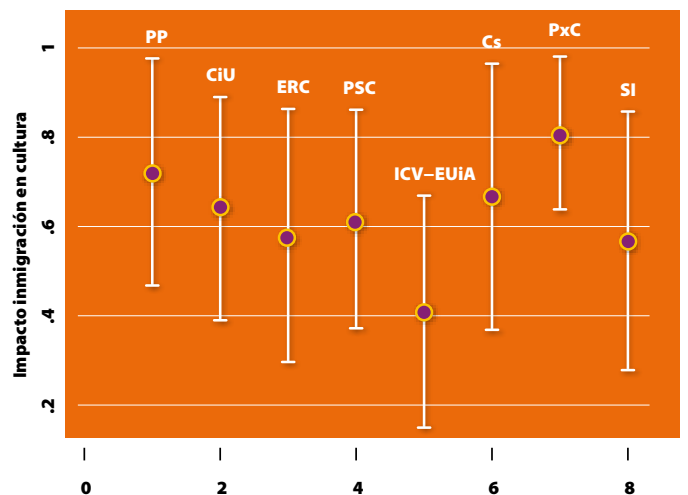 PxC
PP
Cs
CiU
ERC
PSC
SI
ICV–EUiA
Impacto inmigración en cultura
1
.8
.6
.4
.2
0
2
4
6
8